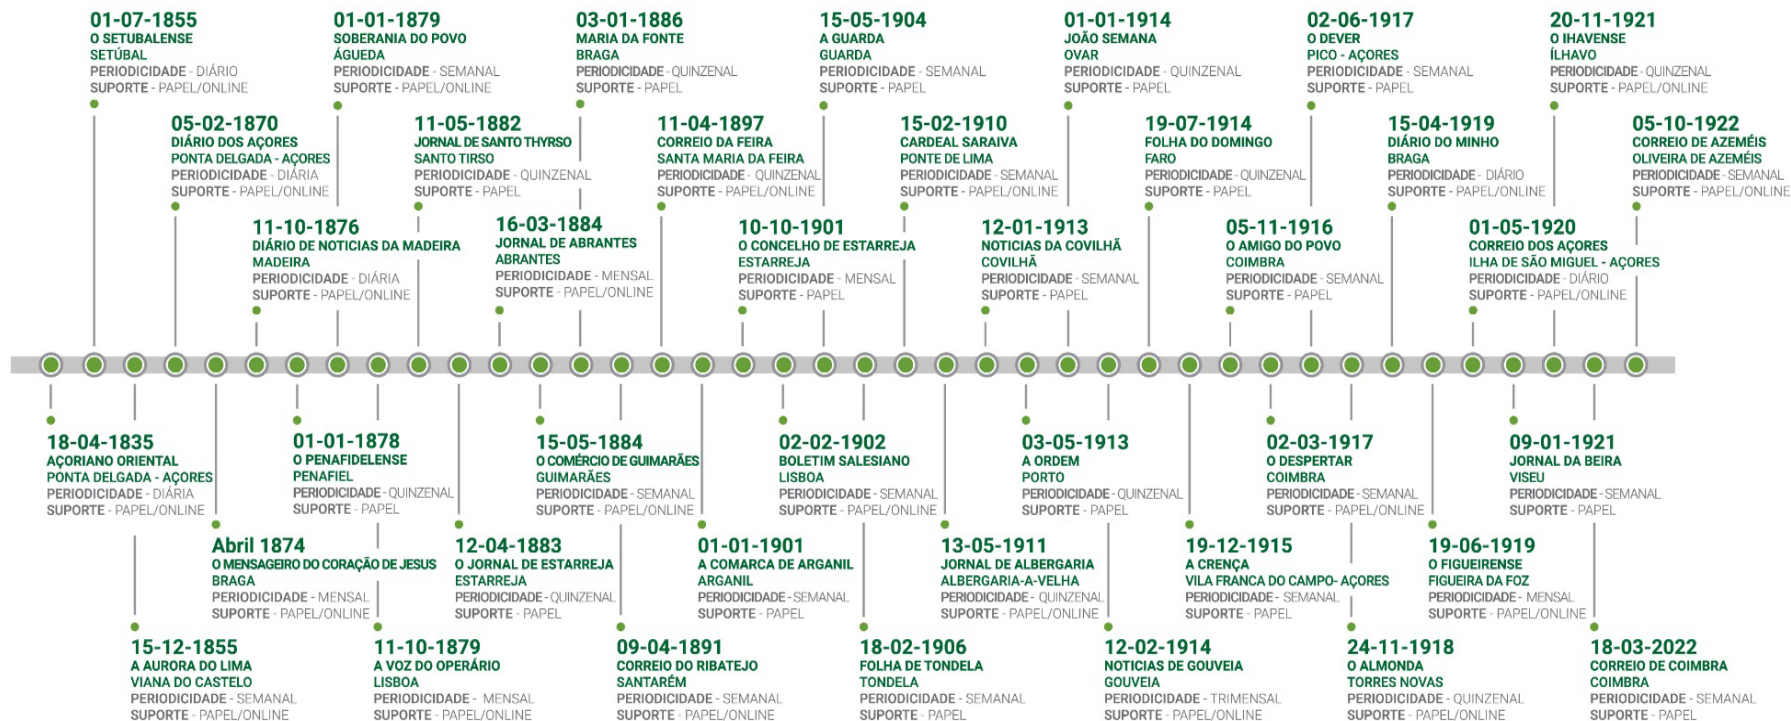 01-07-1855
O SETUBALENSE
SETÚBAL
PERIODICIDADE - DIÁRIO
SUPORTE - PAPEL/ONLINE
01-01-1879
SOBERANIA DO POVO
ÁGUEDA
PERIODICIDADE - SEMANAL
SUPORTE - PAPEL/ONLINE
03-01-1886
MARIA DA FONTE
BRAGA
PERIODICIDADE - QUINZENAL
SUPORTE - PAPEL
15-05-1904
A GUARDA
GUARDA
PERIODICIDADE - SEMANAL
SUPORTE - PAPEL
01-01-1914
JOÃO SEMANA
OVAR
PERIODICIDADE - QUINZENAL
SUPORTE - PAPEL
02-06-1917
O DEVER
PICO - AÇORES
PERIODICIDADE - SEMANAL
SUPORTE - PAPEL
20-11-1921
O IHAVENSE
ÍLHAVO
PERIODICIDADE - QUINZENAL
SUPORTE - PAPEL/ONLINE
05-02-1870
DIÁRIO DOS AÇORES
PONTA DELGADA - AÇORES
PERIODICIDADE - DIÁRIA
SUPORTE - PAPEL/ONLINE
11-05-1882
JORNAL DE SANTO THYRSO
SANTO TIRSO
PERIODICIDADE - QUINZENAL
SUPORTE - PAPEL
11-04-1897
CORREIO DA FEIRA
SANTA MARIA DA FEIRA
PERIODICIDADE - QUINZENAL
SUPORTE - PAPEL/ONLINE
15-02-1910
CARDEAL SARAIVA
PONTE DE LIMA
PERIODICIDADE - SEMANAL
SUPORTE - PAPEL/ONLINE
19-07-1914
FOLHA DO DOMINGO
FARO
PERIODICIDADE - QUINZENAL
SUPORTE - PAPEL
15-04-1919
DIÁRIO DO MINHO
BRAGA
PERIODICIDADE - DIÁRIO
SUPORTE - PAPEL/ONLINE
05-10-1922
CORREIO DE AZEMÉIS
OLIVEIRA DE AZEMÉIS
PERIODICIDADE - SEMANAL
SUPORTE - PAPEL/ONLINE
11-10-1876
DIÁRIO DE NOTICIAS DA MADEIRA
MADEIRA
PERIODICIDADE - DIÁRIA
SUPORTE - PAPEL/ONLINE
16-03-1884
JORNAL DE ABRANTES
ABRANTES
PERIODICIDADE - MENSAL
SUPORTE - PAPEL/ONLINE
10-10-1901
O CONCELHO DE ESTARREJA
ESTARREJA
PERIODICIDADE - MENSAL
SUPORTE - PAPEL
12-01-1913
NOTICIAS DA COVILHÃ
COVILHÃ
PERIODICIDADE - SEMANAL
SUPORTE - PAPEL
05-11-1916
O AMIGO DO POVO
COIMBRA
PERIODICIDADE - SEMANAL
SUPORTE - PAPEL
01-05-1920
CORREIO DOS AÇORES
ILHA DE SÃO MIGUEL - AÇORES
PERIODICIDADE - DIÁRIO
SUPORTE - PAPEL/ONLINE
18-04-1835
AÇORIANO ORIENTAL
PONTA DELGADA - AÇORES
PERIODICIDADE - DIÁRIA
SUPORTE - PAPEL/ONLINE
01-01-1878
O PENAFIDELENSE
PENAFIEL
PERIODICIDADE - QUINZENAL
SUPORTE - PAPEL
15-05-1884
O COMÉRCIO DE GUIMARÃES
GUIMARÃES
PERIODICIDADE - SEMANAL
SUPORTE - PAPEL/ONLINE
02-02-1902
BOLETIM SALESIANO
LISBOA
PERIODICIDADE - SEMANAL
SUPORTE - PAPEL/ONLINE
03-05-1913
A ORDEM
PORTO
PERIODICIDADE - QUINZENAL
SUPORTE - PAPEL
02-03-1917
O DESPERTAR
COIMBRA
PERIODICIDADE - SEMANAL
SUPORTE - PAPEL/ONLINE
09-01-1921
JORNAL DA BEIRA
VISEU
PERIODICIDADE - SEMANAL
SUPORTE - PAPEL
Abril 1874
O MENSAGEIRO DO CORAÇÃO DE JESUS
BRAGA
PERIODICIDADE - MENSAL
SUPORTE - PAPEL/ONLINE
12-04-1883
O JORNAL DE ESTARREJA
ESTARREJA
PERIODICIDADE - QUINZENAL
SUPORTE - PAPEL
01-01-1901
A COMARCA DE ARGANIL
ARGANIL
PERIODICIDADE - SEMANAL
SUPORTE - PAPEL
13-05-1911
JORNAL DE ALBERGARIA
ALBERGARIA-A-VELHA
PERIODICIDADE - QUINZENAL
SUPORTE - PAPEL/ONLINE
19-12-1915
A CRENÇA
VILA FRANCA DO CAMPO- AÇORES
PERIODICIDADE - SEMANAL
SUPORTE - PAPEL
19-06-1919
O FIGUEIRENSE
FIGUEIRA DA FOZ
PERIODICIDADE - MENSAL
SUPORTE - PAPEL/ONLINE
15-12-1855
A AURORA DO LIMA
VIANA DO CASTELO
PERIODICIDADE - SEMANAL
SUPORTE - PAPEL/ONLINE
11-10-1879
A VOZ DO OPERÁRIO
LISBOA
PERIODICIDADE - MENSAL
SUPORTE - PAPEL/ONLINE
09-04-1891
CORREIO DO RIBATEJO
SANTARÉM
PERIODICIDADE - SEMANAL
SUPORTE - PAPEL/ONLINE
18-02-1906
FOLHA DE TONDELA
TONDELA
PERIODICIDADE - SEMANAL
SUPORTE - PAPEL
12-02-1914
NOTICIAS DE GOUVEIA
GOUVEIA
PERIODICIDADE - TRIMENSAL
SUPORTE - PAPEL/ONLINE
24-11-1918
O ALMONDA
TORRES NOVAS
PERIODICIDADE - QUINZENAL
SUPORTE - PAPEL/ONLINE
18-03-2022
CORREIO DE COIMBRA
COIMBRA
PERIODICIDADE - SEMANAL
SUPORTE - PAPEL